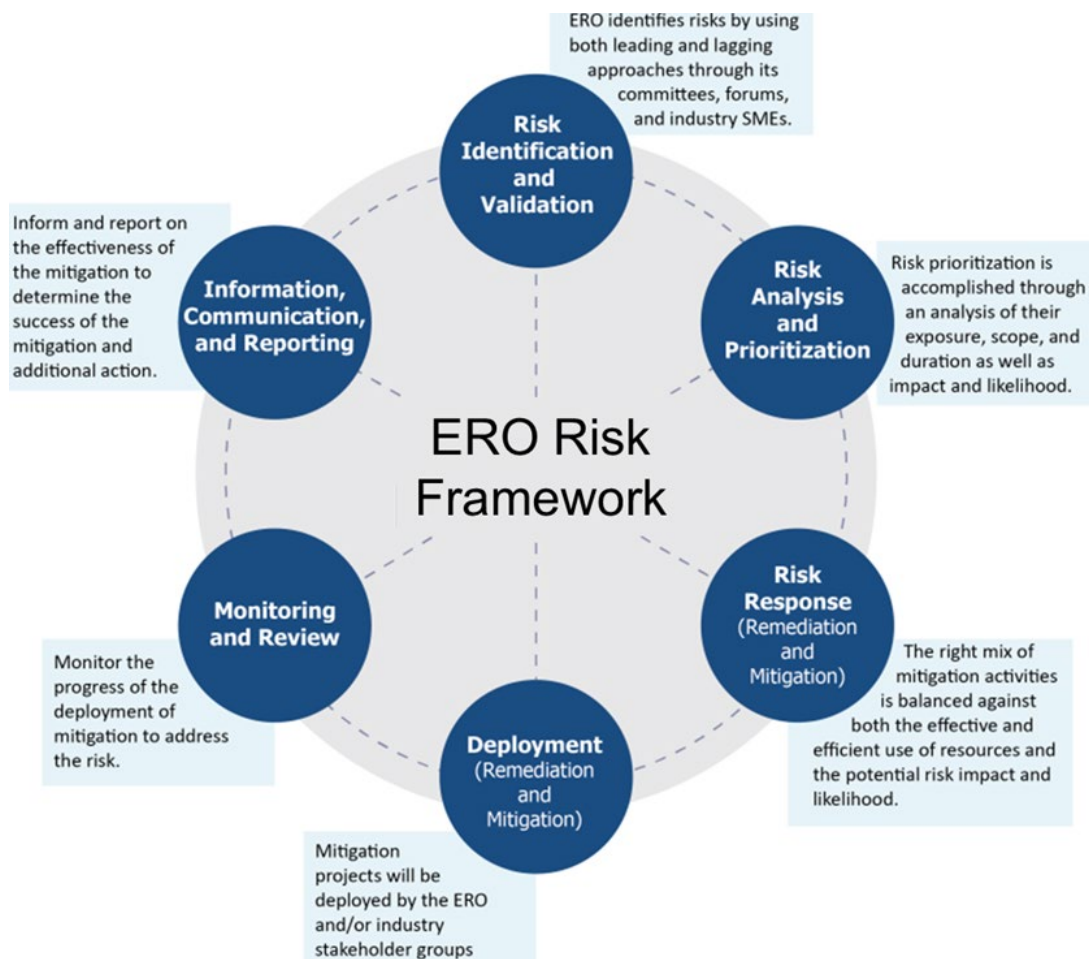 ERO identifies risks by using
both leading and lagging
approaches through its
committees, forums,
and industry SMEs.
Risk
Identification
and
Validation
Risk
Analysis
and
Prioritization
Risk prioritization is
accomplished through
an analysis of their
exposure, scope, and
duration as well as
impact and likelihood.
Risk
Response
(Remediation
and
Mitigation)
The right mix of
mitigation activities
is balanced against
both the effective and
efficient use of resources and
the potential risk impact and
likelihood.
Deployment
(Remediation
and
Mitigation)
Mitigation
projects will be
deployed by the ERO
and/or industry
stakeholder groups
Monitoring
and Review
Monitor the
progress of the
deployment of
mitigation to address
the risk.
Information,
Communication,
and Reporting
Inform and report on
the effectiveness of
the mitigation to
determine the
success of the
mitigation and
additional action.
ERO Risk
Framework